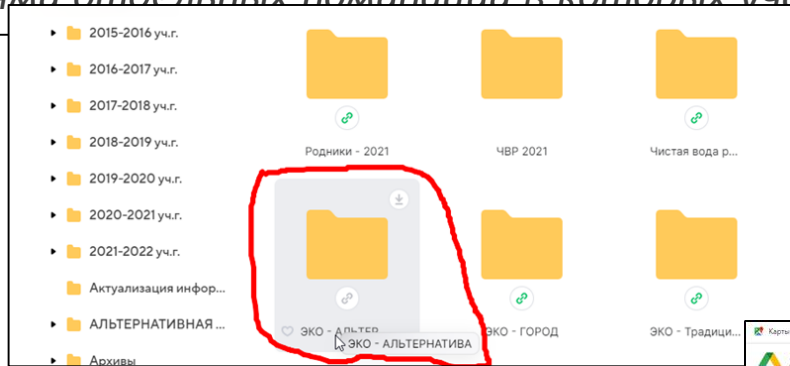 2015-2016 уч.г.
2016-2017 уч.г.
2017-2018 уч.г.
2018-2019 уч.г.
2019-2020 уч.г.
2020-2021 уч.г.
2021-2022 уч.г.
Актуализация инфор...
АЛЬТЕРНАТИВНАЯ ...
Архивы
Родники - 2021
ЧВР 2021
Чистая вода р...
ЭКО - АЛЬТЕР
ЭКО - АЛЬТЕРНАТИВА
ЭКО - ГОРОД
ЭКО - Традици...
Карты